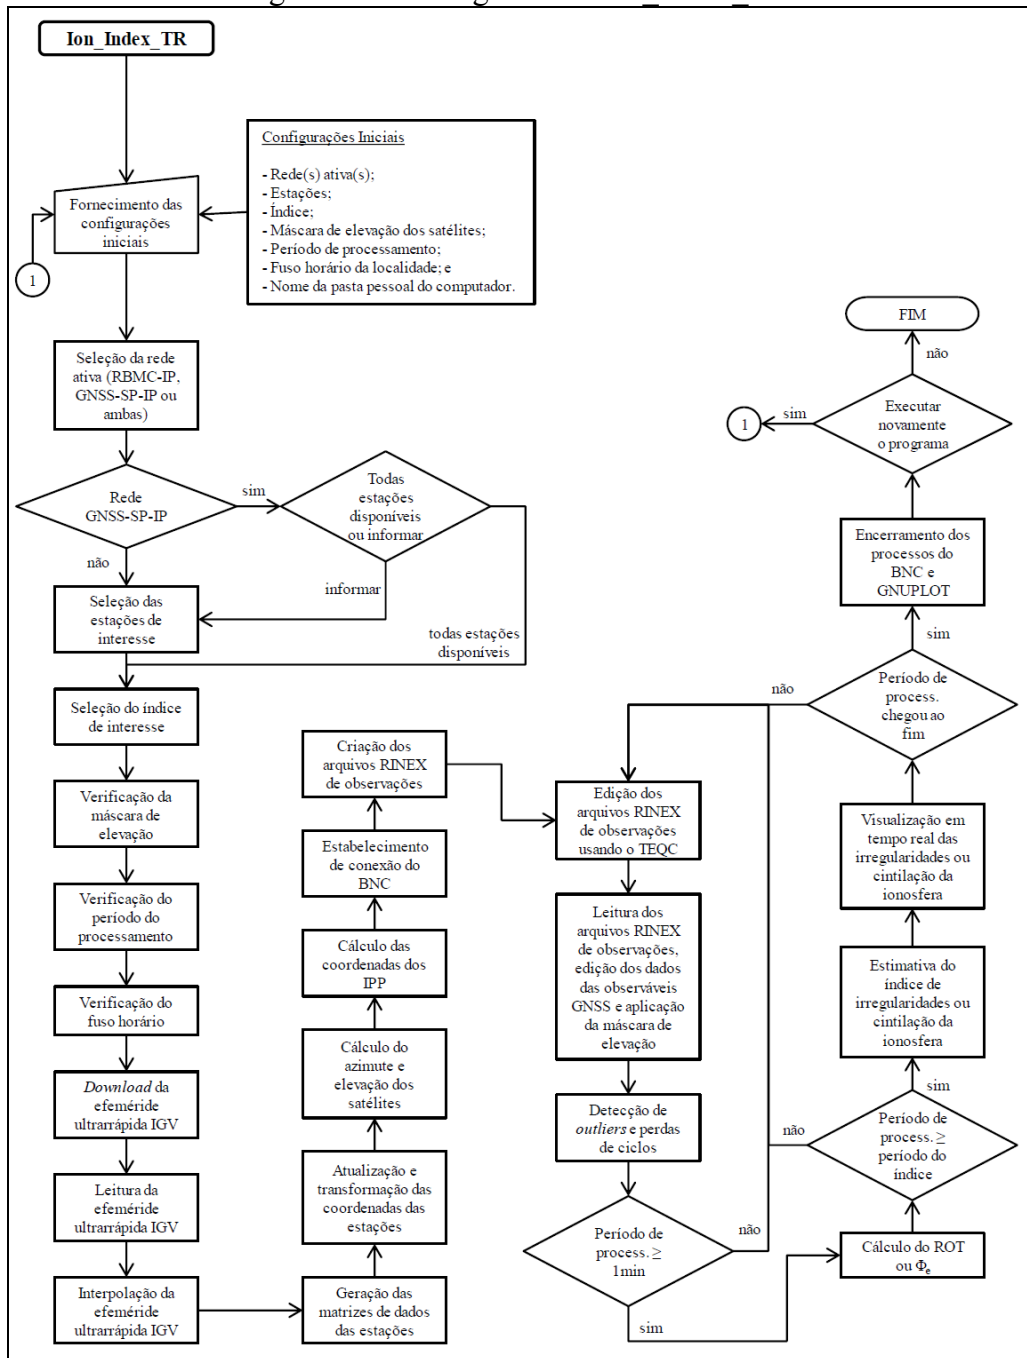 Ion_Index_TR
Configurações Iniciais
- Rede(s) ativa(s);
- Estações;
- Índice;
- Máscara de elevação dos satélites;
- Período de processamento;
- Fuso horário da localidade; e
- Nome da pasta pessoal do computador.
Fornecimento das
configurações
iniciais
1
Seleção da rede
ativa (RBMC-IP,
GNSS-SP-IP ou
ambas)
Rede
GNSS-SP-IP
sim
não
Todas
estações
disponíveis
ou informar
informar
todas estações
disponíveis
Seleção das
estações de
interesse
Seleção do índice
de interesse
Verificação da
máscara de
elevação
Verificação do
período do
processamento
Verificação do
fuso horário
Download da
efeméride
ultrarrápida IGV
Leitura da
efeméride
ultrarrápida IGV
Interpolação da
efeméride
ultrarrápida IGV
Geração das
matrizes de dados
das estações
Atualização e
transformação das
coordenadas das
estações
Cálculo do
azimute e
elevação dos
satélites
Cálculo das
coordenadas dos
IPP
Estabelecimento
de conexão do
BNC
Criação dos
arquivos RINEX
de observações
Edição dos
arquivos RINEX
de observações
usando o TEQC
Leitura dos
arquivos RINEX
de observações,
edição dos dados
das observáveis
GNSS e aplicação
da máscara de
elevação
Detecção de
outliers e perdas
de ciclos
Período de
process. ≥
1min
não
sim
Cálculo do ROT
ou Φe
Período de
process. ≥
período do
índice
não
sim
Estimativa do
índice de
irregularidades ou
cintilação da
ionosfera
Visualização em
tempo real das
irregularidades ou
cintilação da
ionosfera
Período de
process.
chegou ao
fim
não
sim
Encerramento dos
processos do
BNC e
GNUPLOT
Executar
novamente
o programa
sim
1
não
FIM